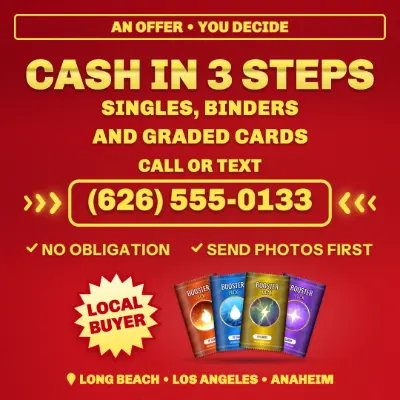 AN OFFER • YOU DECIDE
CASH IN 3 STEPS
SINGLES, BINDERS
AND GRADED CARDS
CALL OR TEXT
(626) 555-0133
NO OBLIGATION
SEND PHOTOS FIRST
LOCAL
BUYER
BOOSTER
BOOSTER
BOOSTER
BOOSTER
LONG BEACH • LOS ANGELES • ANAHEIM